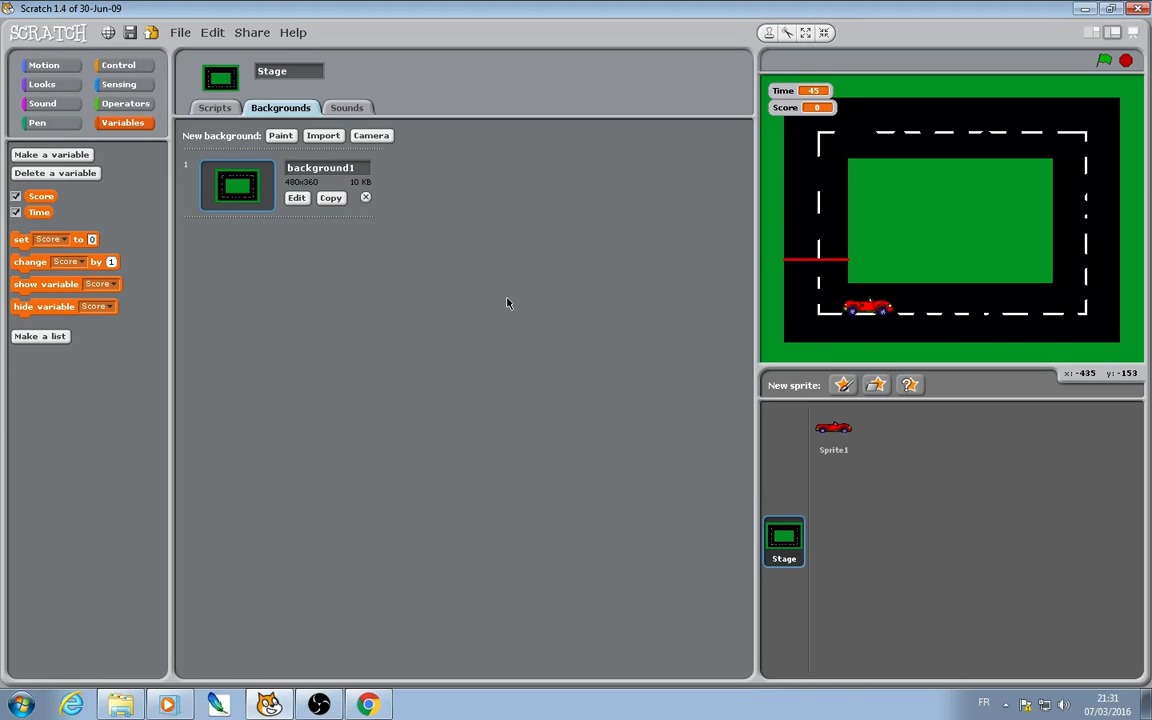 Scratch 1.4 of 30-Jun-09
SCRATCH File Edit Share Help
Motion Control
Looks Sensing
Sound Operators
Pen Variables
Make a variable
Delete a variable
Score
Time
set Score to 0
change Score by 1
show variable Score
hide variable Score
Make a list
Stage
Scripts Backgrounds Sounds
New background: Paint Import Camera
1 background1
480x360 10 KB
Edit Copy
Time 45
Score 0
x: -435 y: -153
New sprite:
Sprite1
Stage
FR 21:31
07/03/2016